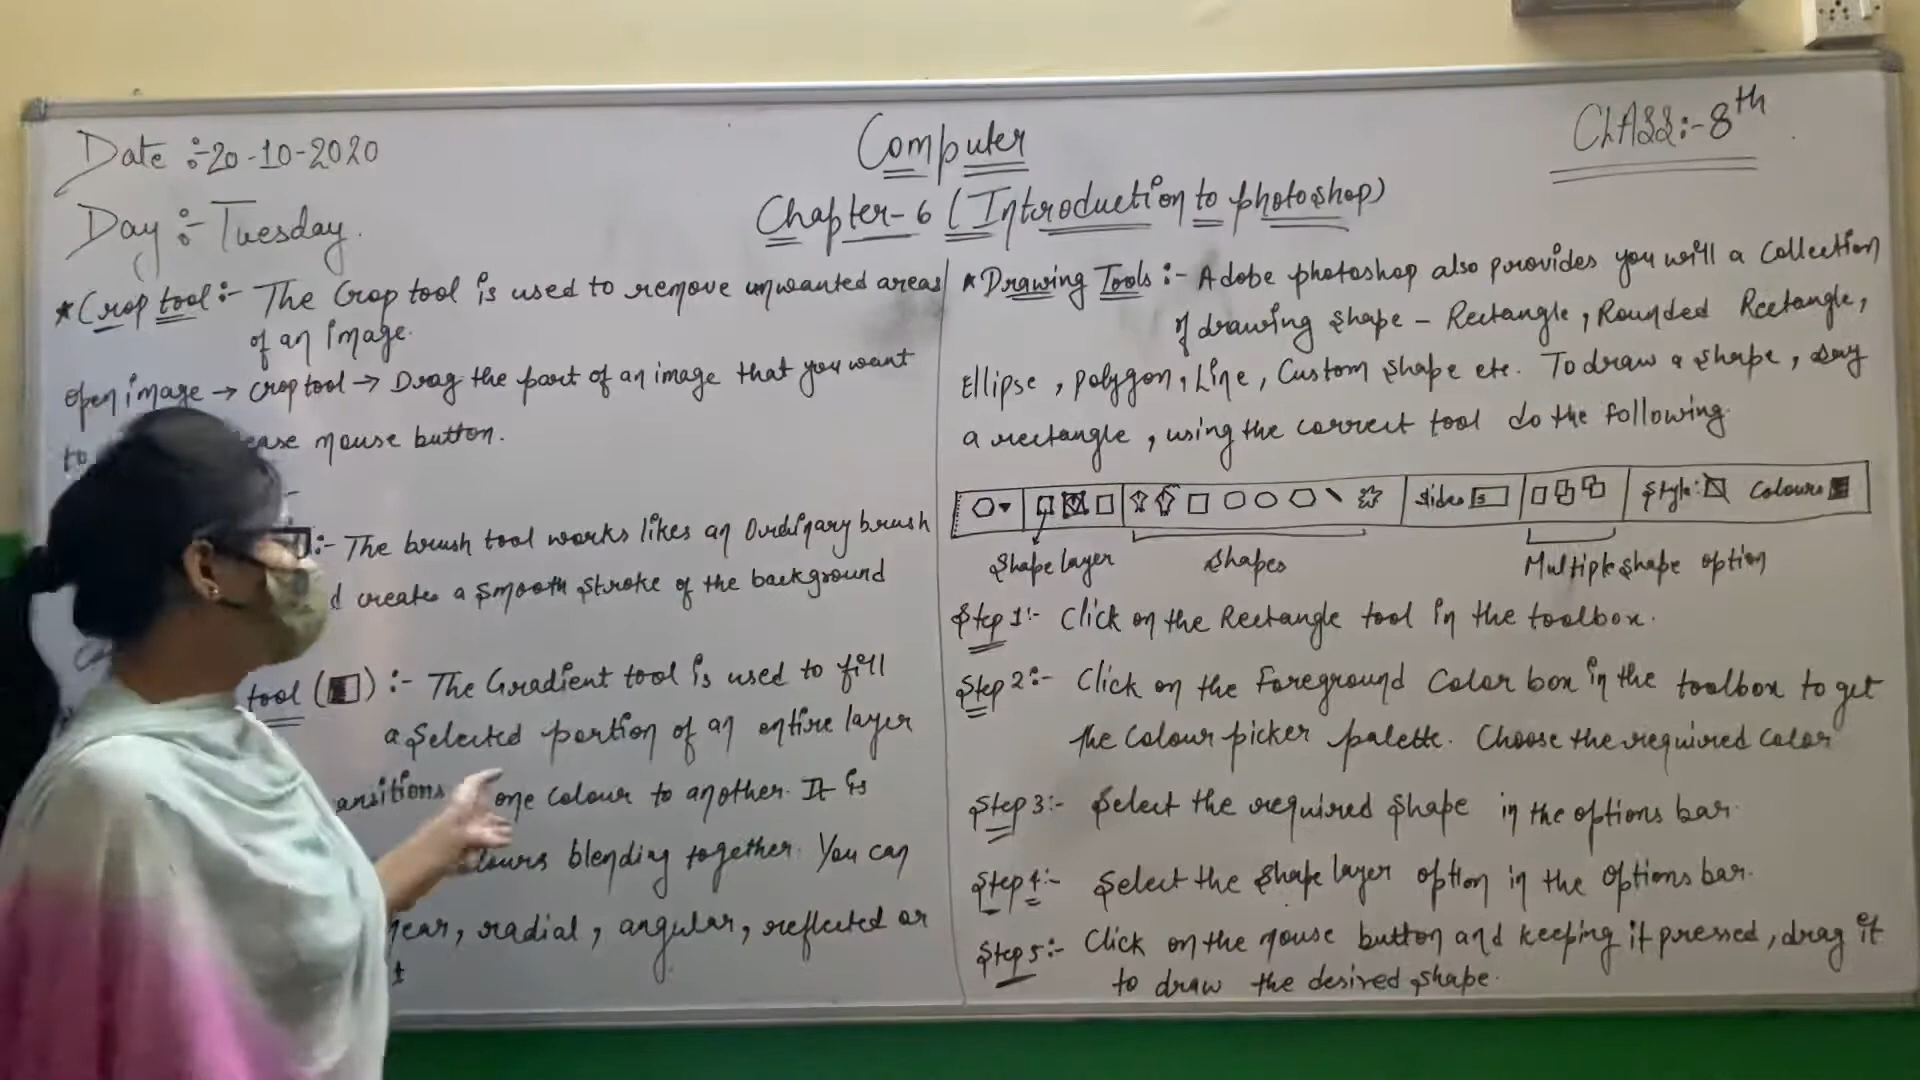 Date :- 20-10-2020
Computer
ClASS:- 8th
Day :- Tuesday.
Chapter-6 (Introduction to photoshop)
* Crop tool:- The Crop tool is used to remove unwanted areas
of an image.
open image → crop tool → Drag the part of an image that you want
to ease mouse button.
:- The brush tool works likes an Ordinary brush
d creates a smooth stroke of the background
tool ( ) :- The Gradient tool is used to fill
a selected portion of an entire layer
ansitions one colour to another. It is
lours blending together. You can
near, radial, angular, reflected or
* Drawing Tools :- Adobe photoshop also provides you will a Collection
of drawing shape - Rectangle, Rounded Rectangle,
Ellipse, polygon, Line, Custom shape etc. To draw a shape, say
a rectangle, using the correct tool do the following.
sides 5 Style: Colours
Shape layer Shapes Multiple shape option
Step 1:- Click on the Rectangle tool in the toolbox.
Step 2:- Click on the Foreground Color box in the toolbox to get
the Colour picker palette. Choose the required color
Step 3:- Select the required shape in the options bar.
Step 4:- Select the shape layer option in the options bar.
Step 5:- Click on the mouse button and keeping it pressed, drag it
to draw the desired shape.